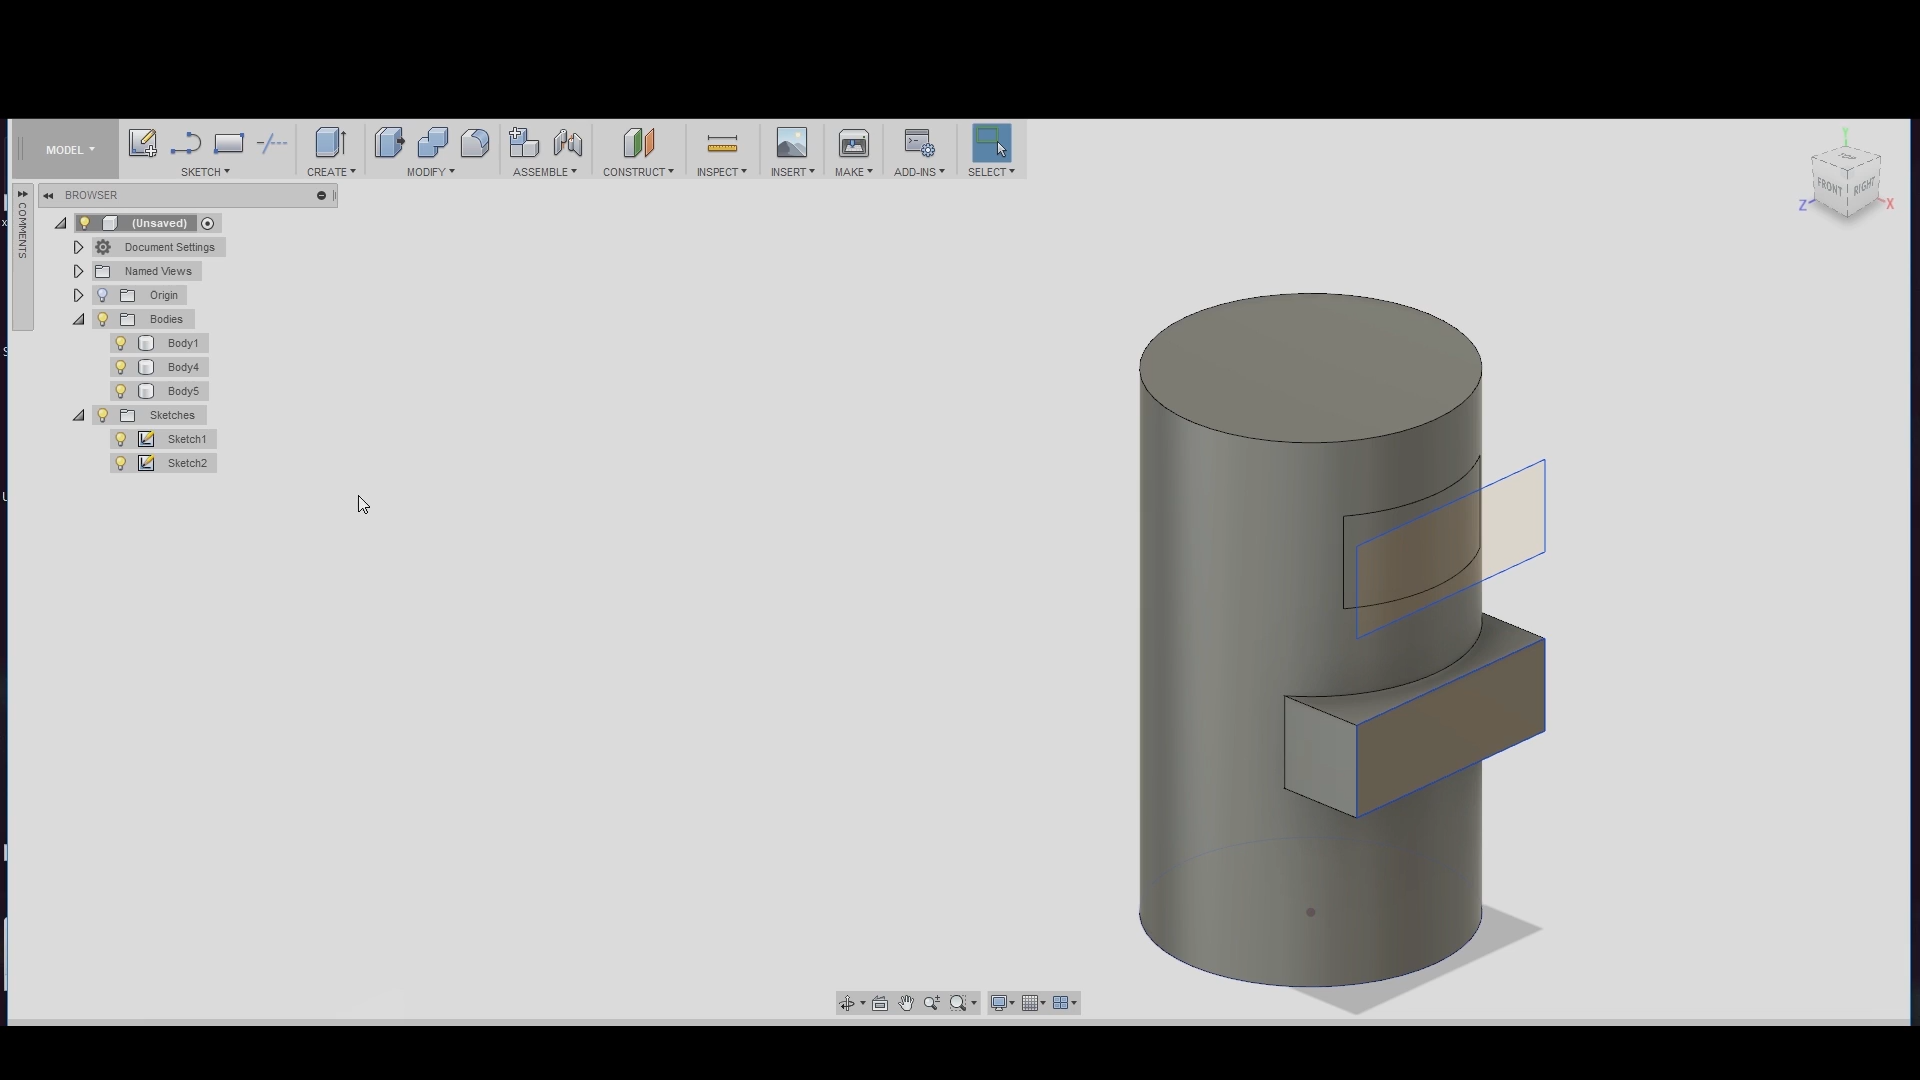 MODEL
SKETCH
CREATE
MODIFY
ASSEMBLE
CONSTRUCT
INSPECT
INSERT
MAKE
ADD-INS
SELECT
COMMENTS
BROWSER
(Unsaved)
Document Settings
Named Views
Origin
Bodies
Body1
Body4
Body5
Sketches
Sketch1
Sketch2
Y
TOP
FRONT
RIGHT
Z
X